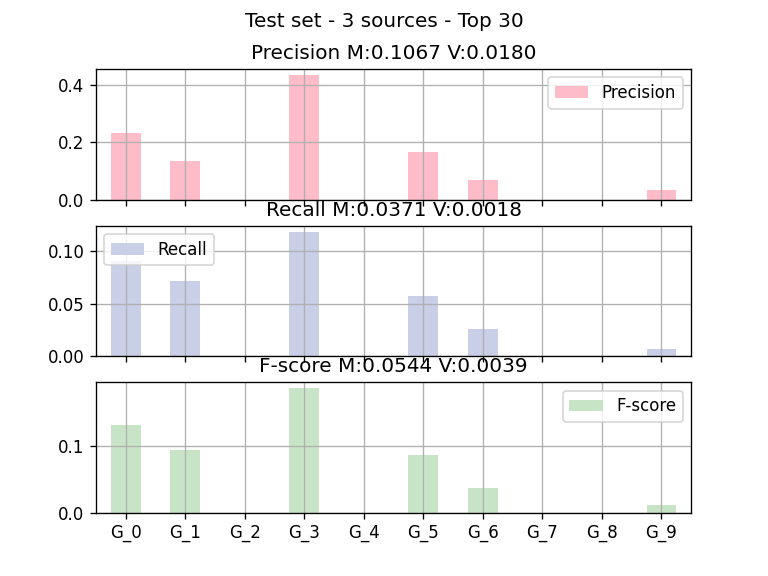 Test set - 3 sources - Top 30
Precision M:0.1067 V:0.0180
0.4
0.2
0.0
Precision
Recall M:0.0371 V:0.0018
0.10
0.05
0.00
Recall
F-score M:0.0544 V:0.0039
0.1
0.0
F-score
G_0 G_1 G_2 G_3 G_4 G_5 G_6 G_7 G_8 G_9